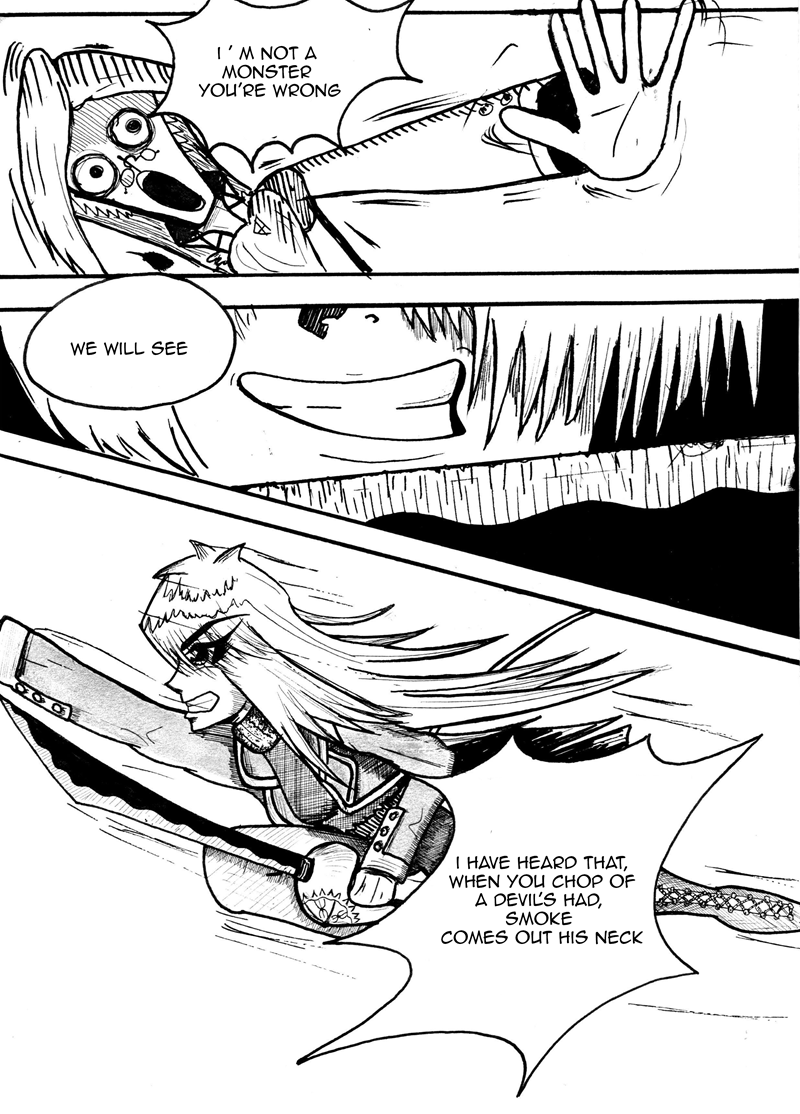 I ' M NOT A
MONSTER
YOU'RE WRONG
WE WILL SEE
I HAVE HEARD THAT,
WHEN YOU CHOP OF
A DEVIL'S HAD,
SMOKE
COMES OUT HIS NECK